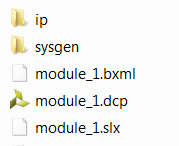 ip
sysgen
module_1.bxml
module_1.dcp
module_1.slx